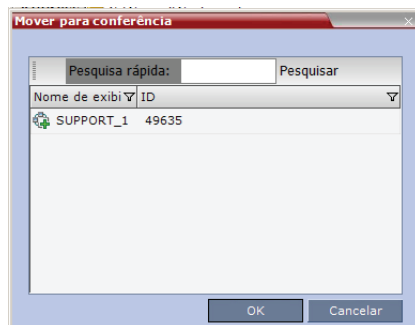 Mover para conferência
Pesquisa rápida: Pesquisar
Nome de exibi ID
SUPPORT_1 49635
OK Cancelar